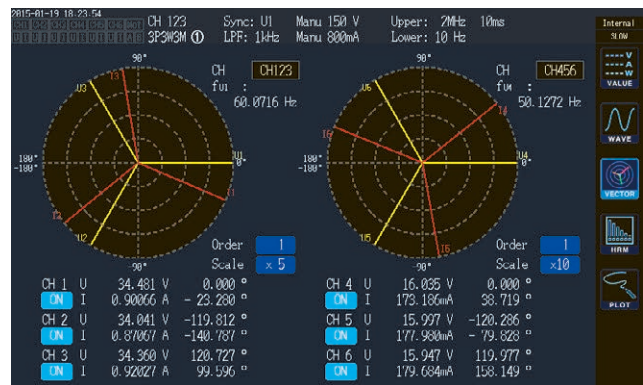 2015-01-19 18:23:54
CH 123 Sync: U1 Manu 150 V Upper: 2MHz 10ms
3P3W3M ① LPF: 1kHz Manu 800mA Lower: 10 Hz
Internal
SLOW
VALUE
WAVE
VECTOR
HRM
PLOT
90°
CH CH123
fU1 :
60.0716 Hz
U3
I3
180°
-180°
U1
0°
I1
I2
U2
-90°
Order 1
Scale × 5
90°
CH CH456
fU4 :
50.1272 Hz
U6
I4
I6
180°
-180°
U4
0°
U5
I5
-90°
Order 1
Scale ×10
CH 1 U 34.481 V 0.000 °
ON I 0.90066 A - 23.280 °
CH 2 U 34.041 V -119.812 °
ON I 0.87067 A -140.787 °
CH 3 U 34.360 V 120.727 °
ON I 0.92027 A 99.596 °
CH 4 U 16.035 V 0.000 °
ON I 173.186mA 38.719 °
CH 5 U 15.997 V -120.286 °
ON I 177.980mA - 79.828 °
CH 6 U 15.947 V 119.977 °
ON I 179.684mA 158.149 °